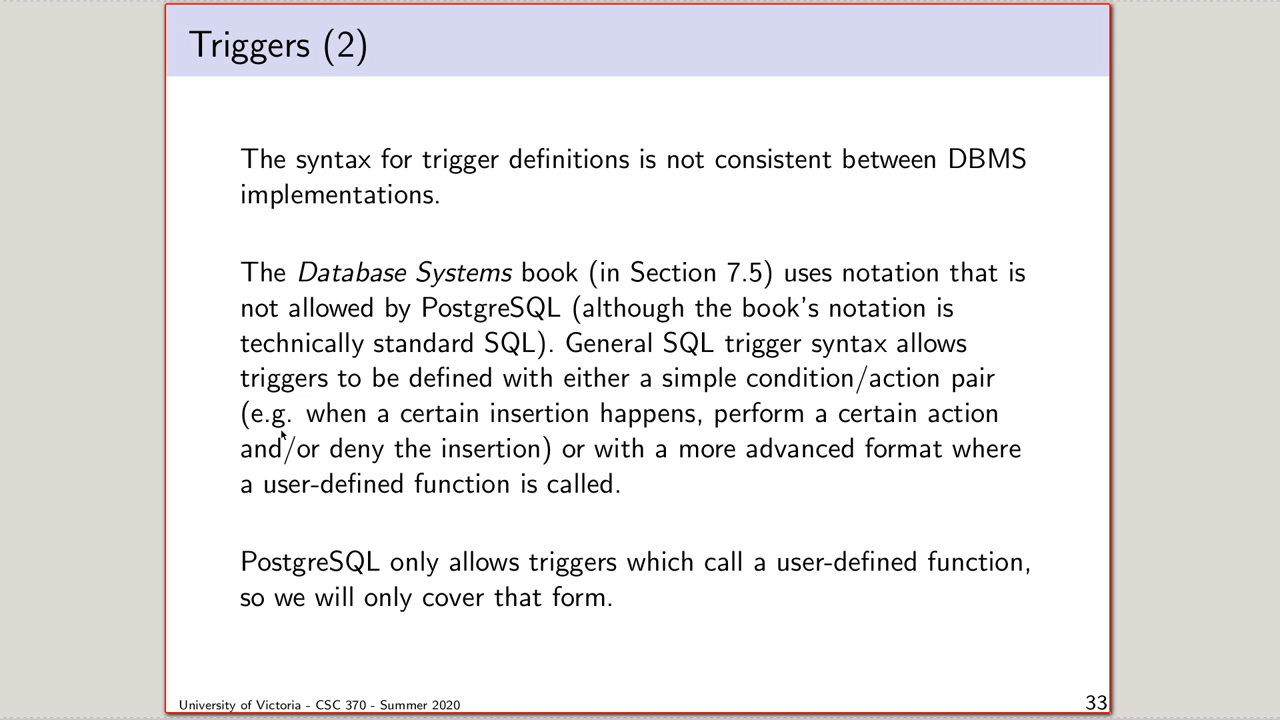 Triggers (2)
The syntax for trigger definitions is not consistent between DBMS
implementations.
The Database Systems book (in Section 7.5) uses notation that is
not allowed by PostgreSQL (although the book's notation is
technically standard SQL). General SQL trigger syntax allows
triggers to be defined with either a simple condition/action pair
(e.g. when a certain insertion happens, perform a certain action
and/or deny the insertion) or with a more advanced format where
a user-defined function is called.
PostgreSQL only allows triggers which call a user-defined function,
so we will only cover that form.
University of Victoria - CSC 370 - Summer 2020
33